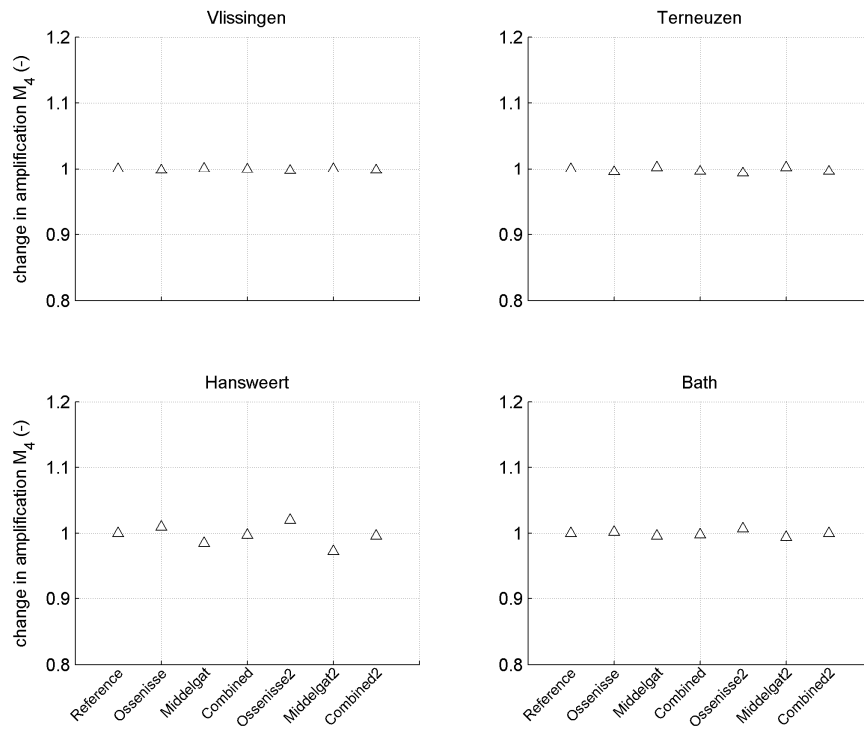 Vlissingen
1.2
1.1
1
0.9
0.8
change in amplification M4 (-)
Terneuzen
1.2
1.1
1
0.9
0.8
Hansweert
1.2
1.1
1
0.9
0.8
change in amplification M4 (-)
Reference
Ossenisse
Middelgat
Combined
Ossenisse2
Middelgat2
Combined2
Bath
1.2
1.1
1
0.9
0.8
Reference
Ossenisse
Middelgat
Combined
Ossenisse2
Middelgat2
Combined2